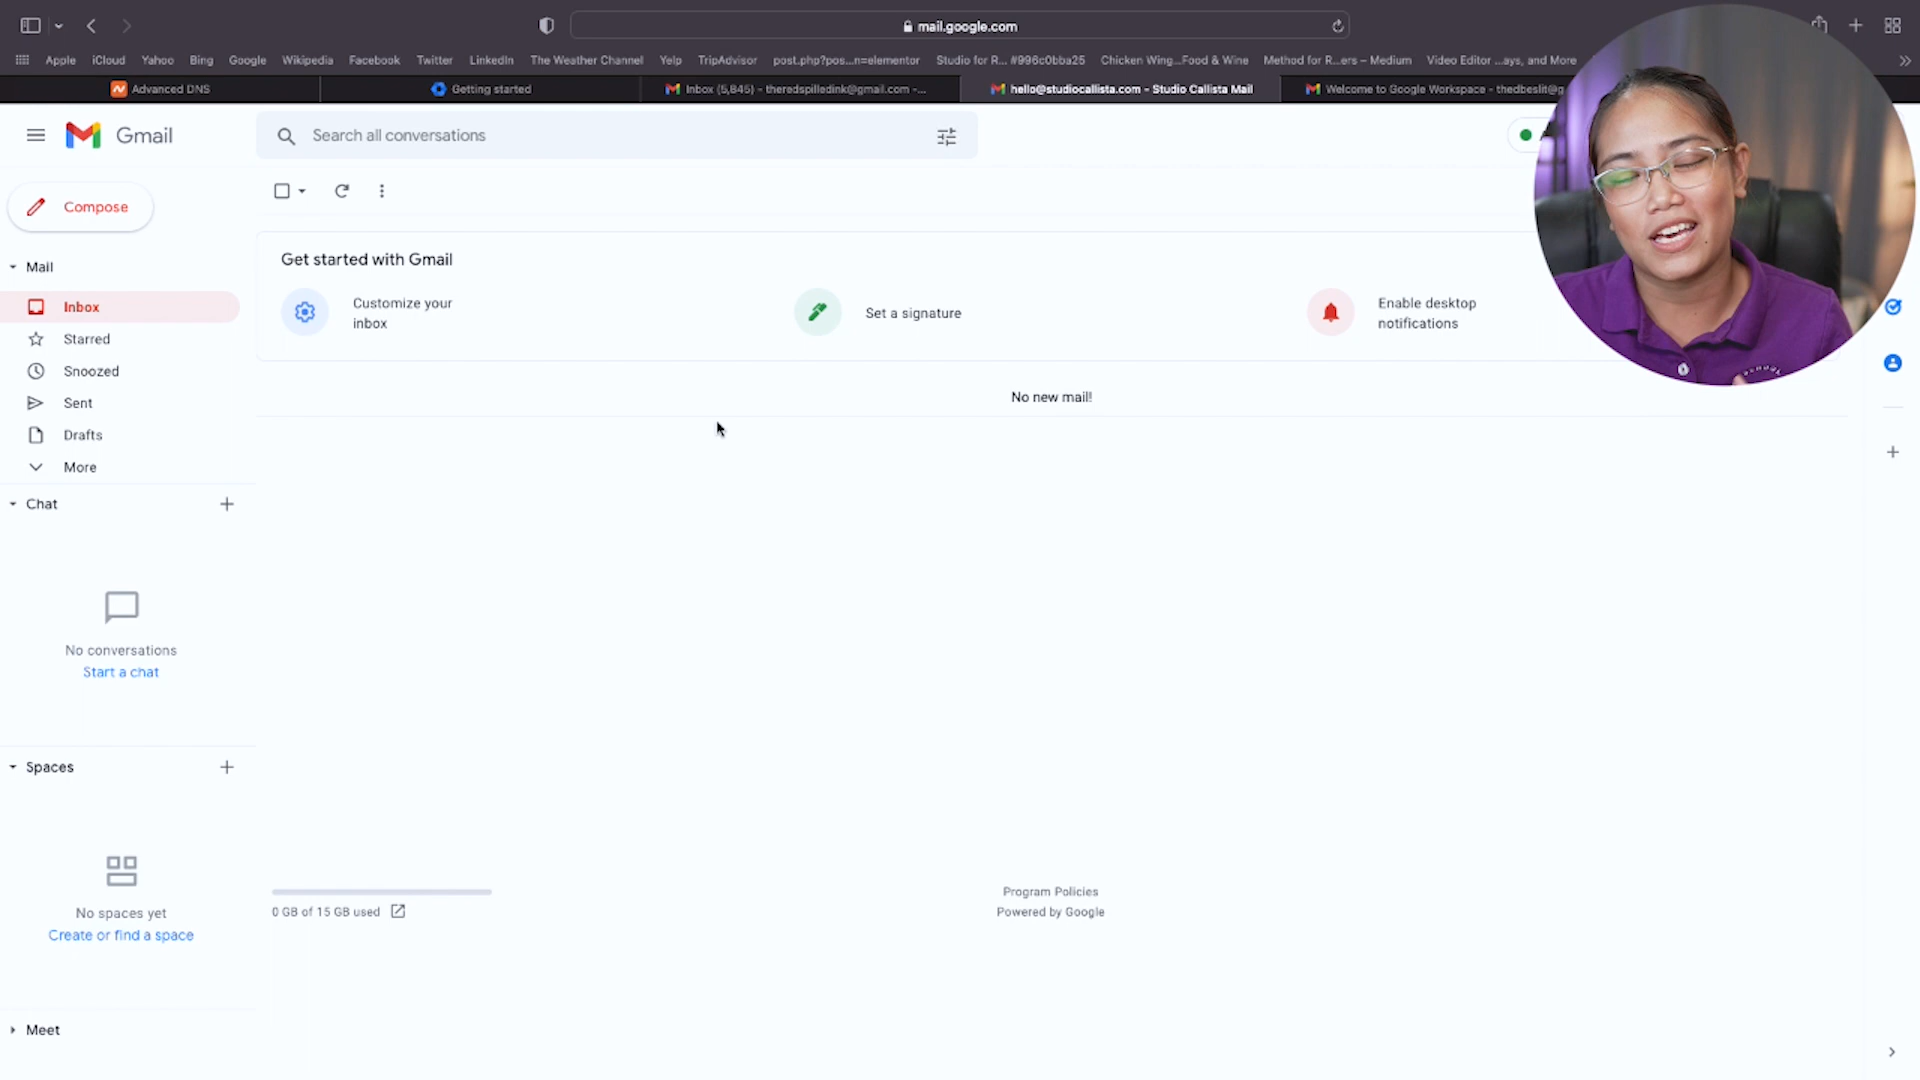 mail.google.com
Apple iCloud Yahoo Bing Google Wikipedia Facebook Twitter LinkedIn The Weather Channel Yelp TripAdvisor post.php?pos...n=elementor Studio for R... #996c0bba25 Chicken Wing...Food & Wine Method for R...ers – Medium Video Editor ...ays, and More
Advanced DNS
Getting started
Inbox (5,845) - theredspilledink@gmail.com -...
hello@studiocallista.com - Studio Callista Mail
Welcome to Google Workspace - thedbeslit@g
Gmail
Search all conversations
Compose
Mail
Get started with Gmail
Customize your
inbox
Set a signature
Enable desktop
notifications
Inbox
Starred
Snoozed
Sent
Drafts
More
No new mail!
Chat
No conversations
Start a chat
Spaces
No spaces yet
Create or find a space
0 GB of 15 GB used
Program Policies
Powered by Google
Meet